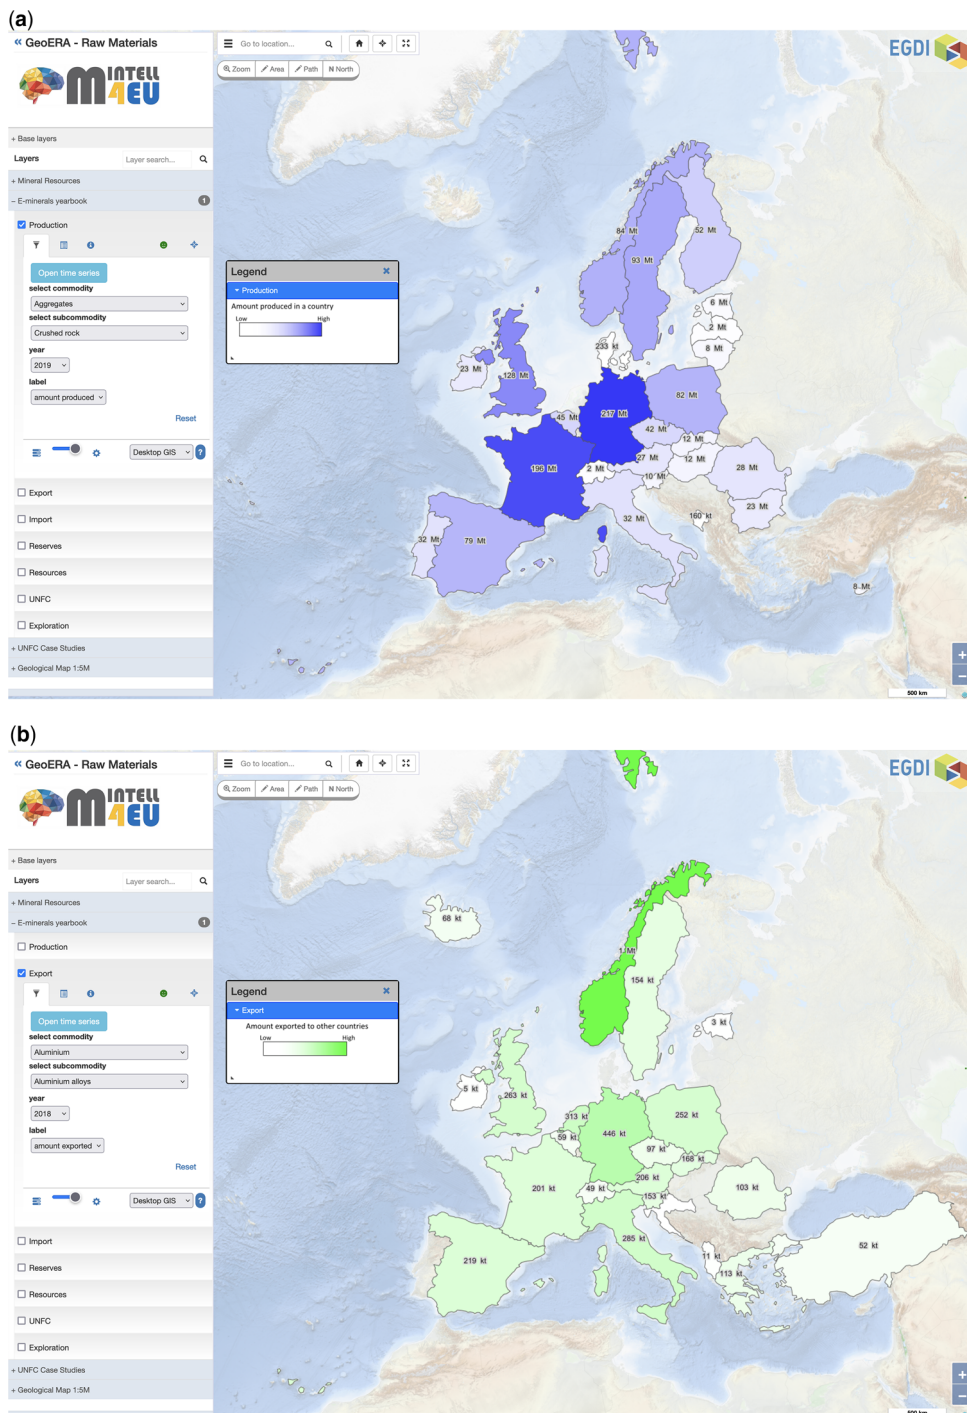 (a)
« GeoERA - Raw Materials
MINTELL
4EU
+ Base layers
Layers
Layer search...
+ Mineral Resources
– E-minerals yearbook
1
Production
Open time series
select commodity
Aggregates
select subcommodity
Crushed rock
year
2019
label
amount produced
Reset
Desktop GIS
?
Export
Import
Reserves
Resources
UNFC
Exploration
+ UNFC Case Studies
+ Geological Map 1:5M
Go to location...
Zoom
Area
Path
N North
EGDI
Legend
Production
Amount produced in a country
Low
High
84 Mt
52 Mt
93 Mt
6 Mt
2 Mt
8 Mt
233 kt
23 Mt
128 Mt
82 Mt
217 Mt
45 Mt
42 Mt
12 Mt
27 Mt
12 Mt
196 Mt
2 Mt
10 Mt
28 Mt
23 Mt
160 kt
32 Mt
32 Mt
79 Mt
8 Mt
+
–
500 km
(b)
« GeoERA - Raw Materials
MINTELL
4EU
+ Base layers
Layers
Layer search...
+ Mineral Resources
– E-minerals yearbook
1
Production
Export
Open time series
select commodity
Aluminium
select subcommodity
Aluminium alloys
year
2018
label
amount exported
Reset
Desktop GIS
?
Import
Reserves
Resources
UNFC
Exploration
+ UNFC Case Studies
+ Geological Map 1:5M
Go to location...
Zoom
Area
Path
N North
EGDI
Legend
Export
Amount exported to other countries
Low
High
68 kt
1 Mt
154 kt
3 kt
5 kt
263 kt
313 kt
252 kt
446 kt
59 kt
97 kt
168 kt
206 kt
201 kt
49 kt
153 kt
103 kt
285 kt
11 kt
52 kt
219 kt
113 kt
+
–
500 km